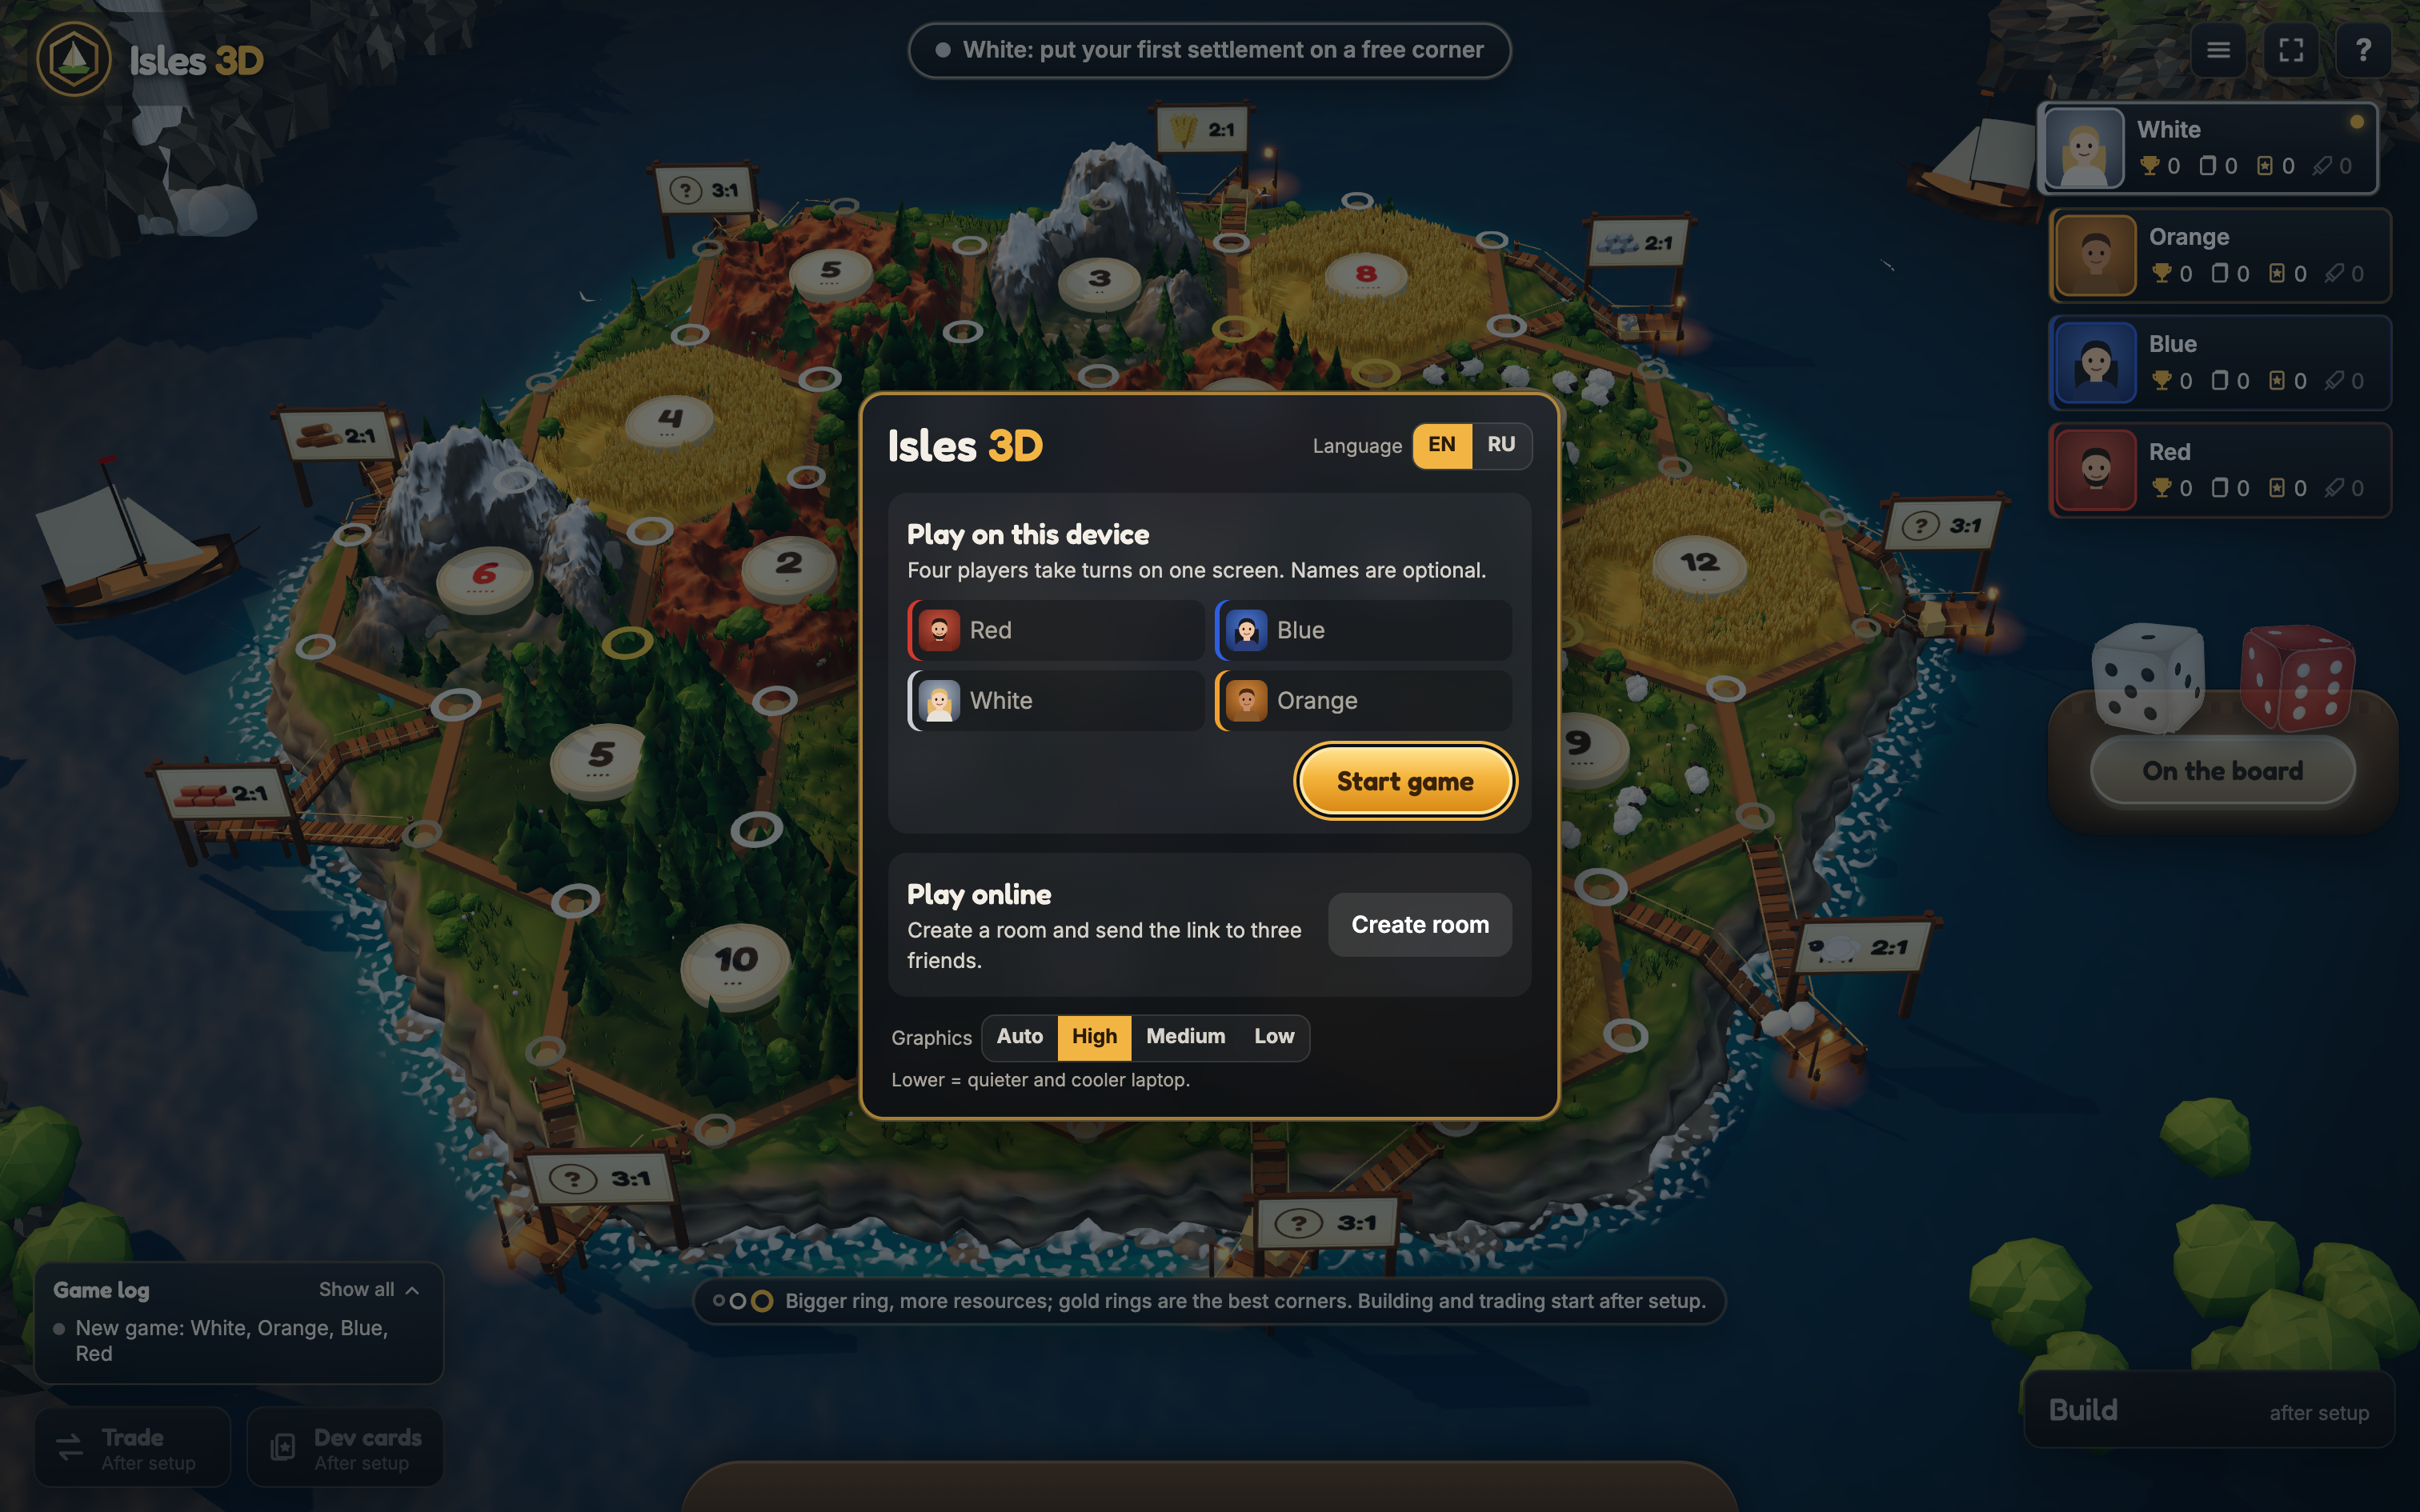 Isles 3D
White: put your first settlement on a free corner
?
2:1
? 3:1
2:1
2:1
? 3:1
2:1
2:1
? 3:1
? 3:1
5
3
8
4
6
2
12
5
9
10
White
0 0 0 0
Orange
0 0 0 0
Blue
0 0 0 0
Red
0 0 0 0
On the board
Isles 3D
Language EN RU
Play on this device
Four players take turns on one screen. Names are optional.
Red Blue
White Orange
Start game
Play online
Create a room and send the link to three
friends.
Create room
Graphics Auto High Medium Low
Lower = quieter and cooler laptop.
Bigger ring, more resources; gold rings are the best corners. Building and trading start after setup.
Game log Show all
New game: White, Orange, Blue,
Red
Trade
After setup
Dev cards
After setup
Build after setup